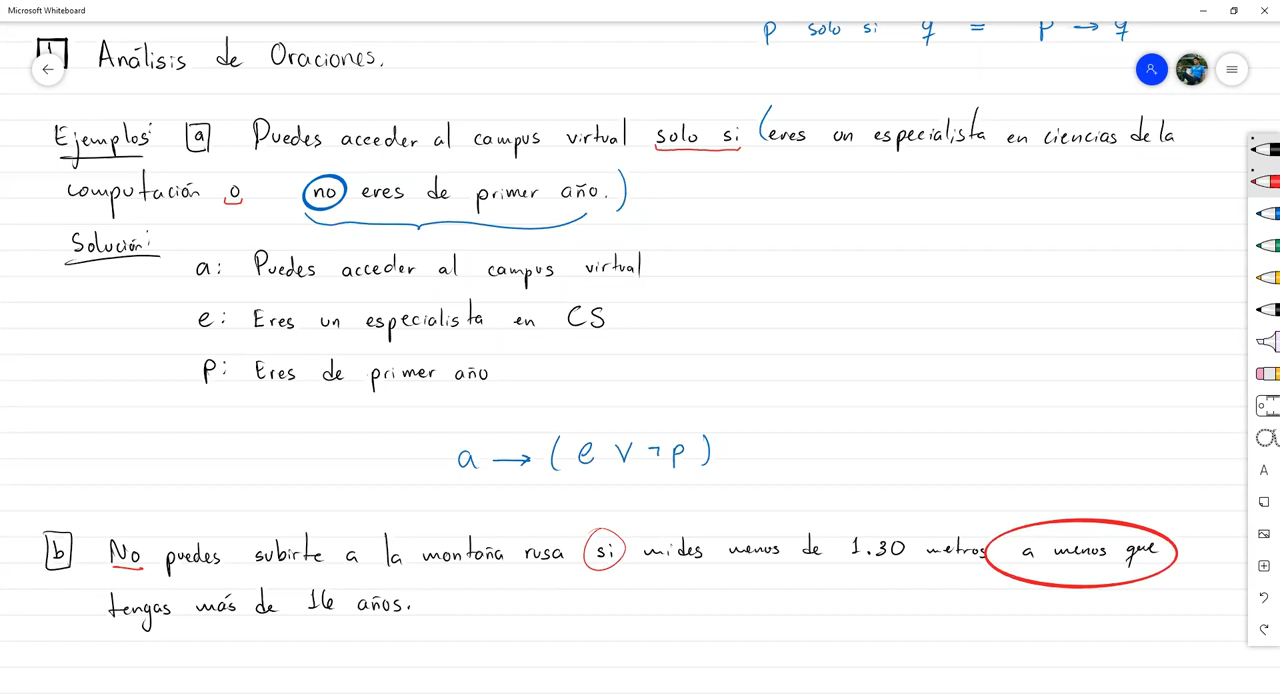 Microsoft Whiteboard
p solo si q = p → q
1 Análisis de Oraciones.
Ejemplos: a Puedes acceder al campus virtual solo si (eres un especialista en ciencias de la
computación o no eres de primer año.)
Solución:
a: Puedes acceder al campus virtual
e: Eres un especialista en CS
p: Eres de primer año
a → (e ∨ ¬p)
b No puedes subirte a la montaña rusa si mides menos de 1.30 metros a menos que
tengas más de 16 años.
A